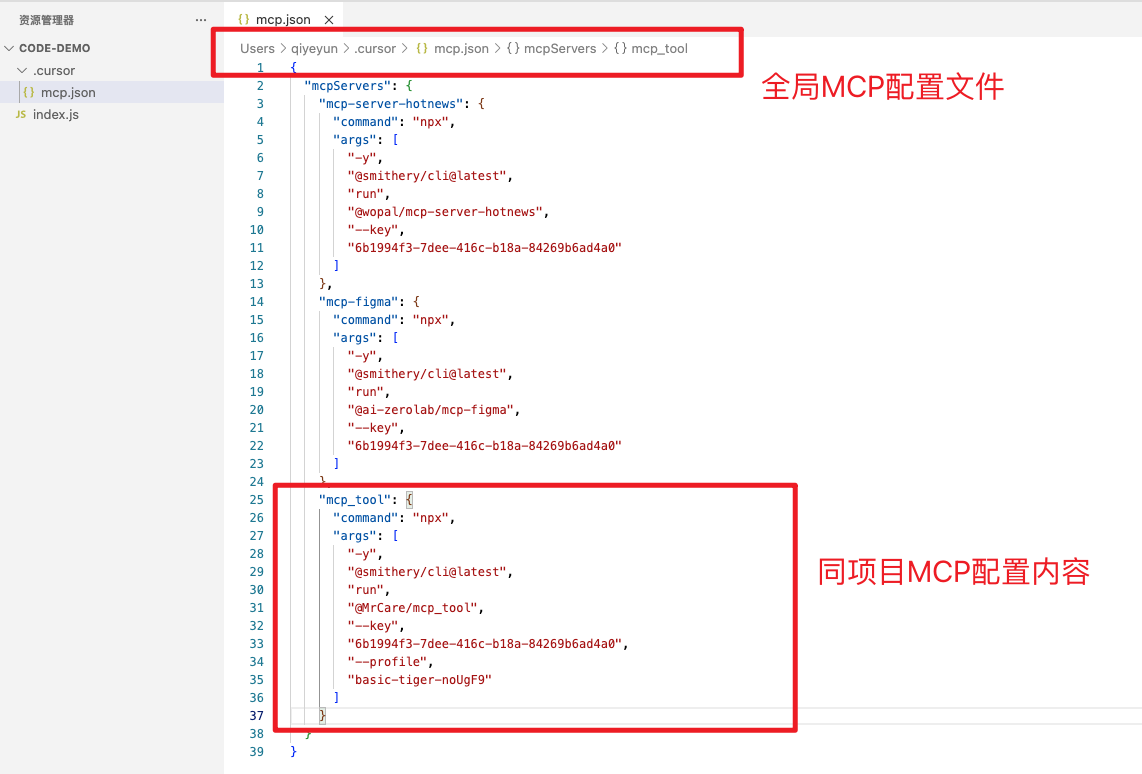 资源管理器
···
CODE-DEMO
.cursor
{} mcp.json
JS index.js
{} mcp.json ×
Users > qiyeyun > .cursor > {} mcp.json > {} mcpServers > {} mcp_tool
全局MCP配置文件
1 {
2 "mcpServers": {
3 "mcp-server-hotnews": {
4 "command": "npx",
5 "args": [
6 "-y",
7 "@smithery/cli@latest",
8 "run",
9 "@wopal/mcp-server-hotnews",
10 "--key",
11 "6b1994f3-7dee-416c-b18a-84269b6ad4a0"
12 ]
13 },
14 "mcp-figma": {
15 "command": "npx",
16 "args": [
17 "-y",
18 "@smithery/cli@latest",
19 "run",
20 "@ai-zerolab/mcp-figma",
21 "--key",
22 "6b1994f3-7dee-416c-b18a-84269b6ad4a0"
23 ]
24 },
25 "mcp_tool": {
26 "command": "npx",
27 "args": [
28 "-y",
29 "@smithery/cli@latest",
30 "run",
31 "@MrCare/mcp_tool",
32 "--key",
33 "6b1994f3-7dee-416c-b18a-84269b6ad4a0",
34 "--profile",
35 "basic-tiger-noUgF9"
36 ]
37 }
38 }
39 }
同项目MCP配置内容